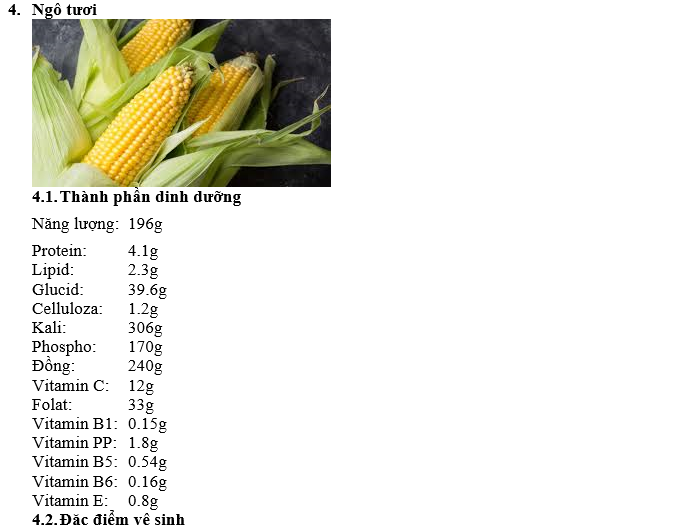 4. Ngô tươi
4.1. Thành phần dinh dưỡng
Năng lượng: 196g
Protein: 4.1g
Lipid: 2.3g
Glucid: 39.6g
Celluloza: 1.2g
Kali: 306g
Phospho: 170g
Đồng: 240g
Vitamin C: 12g
Folat: 33g
Vitamin B1: 0.15g
Vitamin PP: 1.8g
Vitamin B5: 0.54g
Vitamin B6: 0.16g
Vitamin E: 0.8g
4.2. Đặc điểm vệ sinh